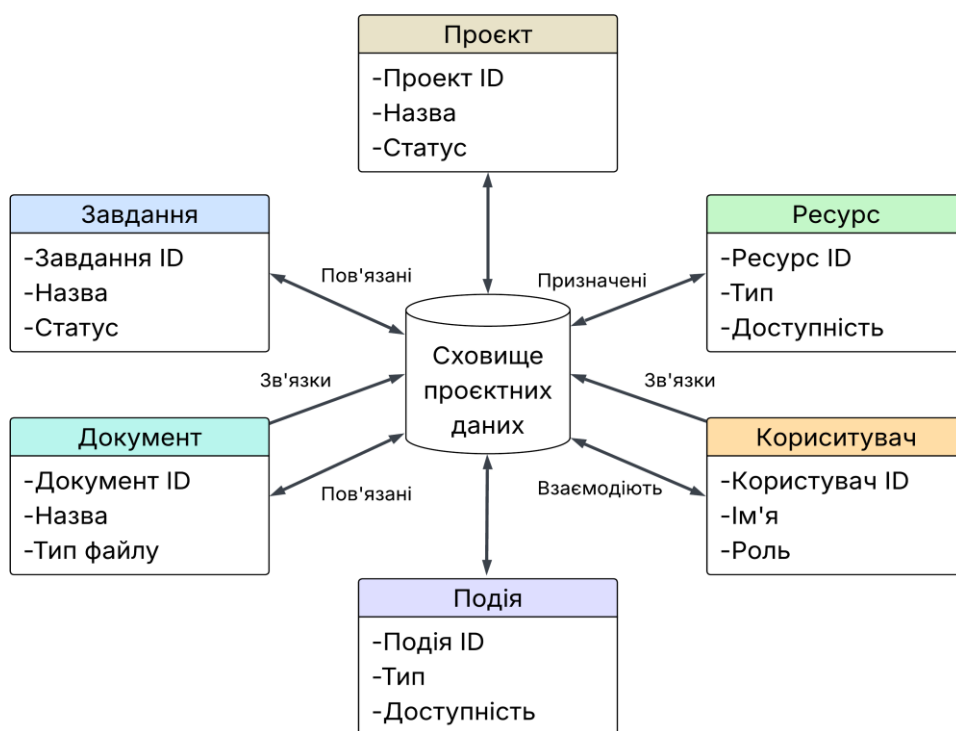 Проєкт
-Проект ID
-Назва
-Статус
Завдання
-Завдання ID
-Назва
-Статус
Ресурс
-Ресурс ID
-Тип
-Доступність
Пов'язані
Призначені
Сховище
проєктних
даних
Зв'язки
Зв'язки
Документ
-Документ ID
-Назва
-Тип файлу
Кориситувач
-Користувач ID
-Ім'я
-Роль
Пов'язані
Взаємодіють
Подія
-Подія ID
-Тип
-Доступність